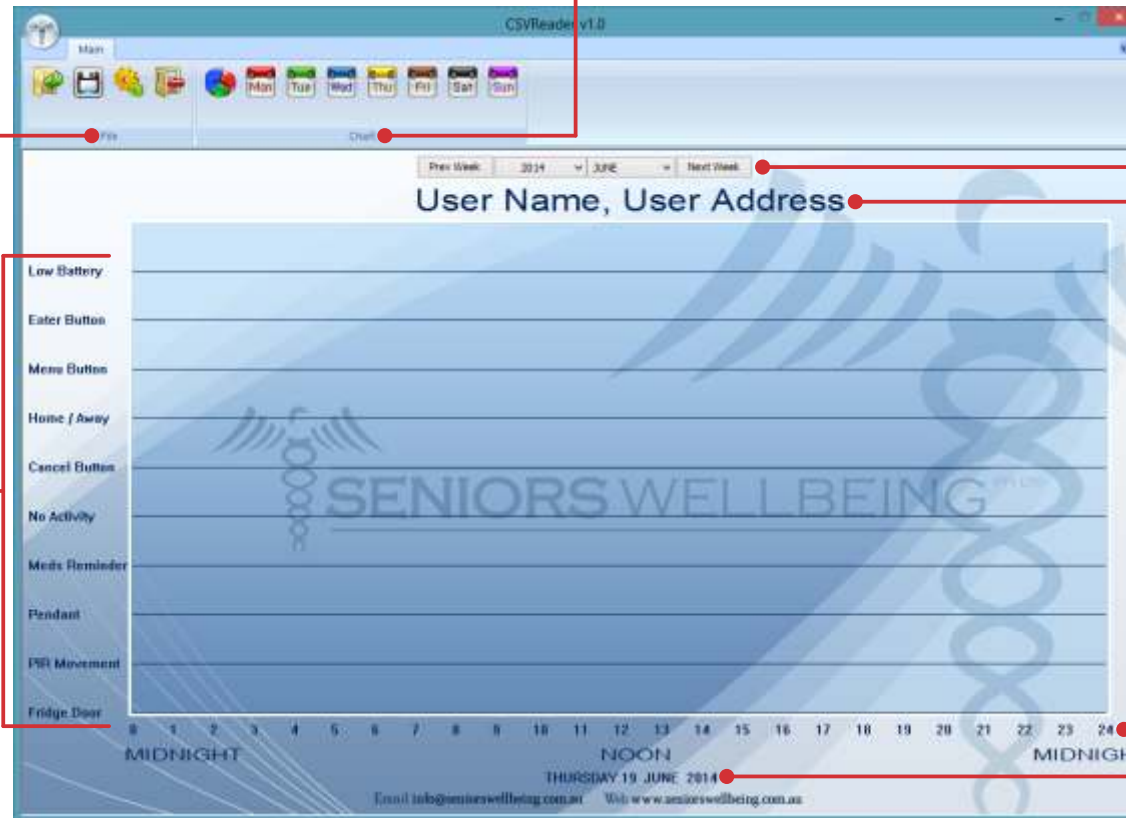 CSVReader v1.0
Main
Mon Tue Wed Thu Fri Sat Sun
File Chart
Prev Week 2014 JUNE Next Week
User Name, User Address
Low Battery
Enter Button
Menu Button
Home / Away
Cancel Button
No Activity
Meds Reminder
Pendant
PIR Movement
Fridge Door
SENIORS WELLBEING
0 1 2 3 4 5 6 7 8 9 10 11 12 13 14 15 16 17 18 19 20 21 22 23 24
MIDNIGHT NOON MIDNIGH
THURSDAY 19 JUNE 2014
Email info@seniorswellbeing.com.au Web www.seniorswellbeing.com.au